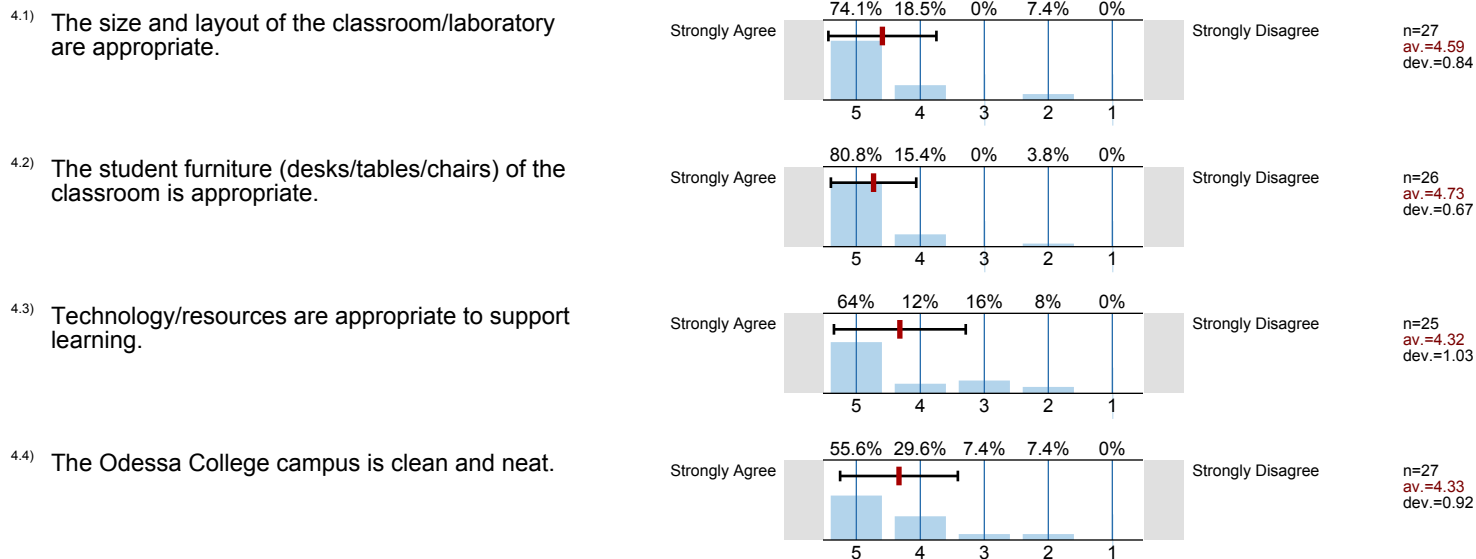 4.1) The size and layout of the classroom/laboratory are appropriate.
74.1% 18.5% 0% 7.4% 0%
Strongly Agree
Strongly Disagree
5 4 3 2 1
n=27
av.=4.59
dev.=0.84
4.2) The student furniture (desks/tables/chairs) of the classroom is appropriate.
80.8% 15.4% 0% 3.8% 0%
Strongly Agree
Strongly Disagree
5 4 3 2 1
n=26
av.=4.73
dev.=0.67
4.3) Technology/resources are appropriate to support learning.
64% 12% 16% 8% 0%
Strongly Agree
Strongly Disagree
5 4 3 2 1
n=25
av.=4.32
dev.=1.03
4.4) The Odessa College campus is clean and neat.
55.6% 29.6% 7.4% 7.4% 0%
Strongly Agree
Strongly Disagree
5 4 3 2 1
n=27
av.=4.33
dev.=0.92